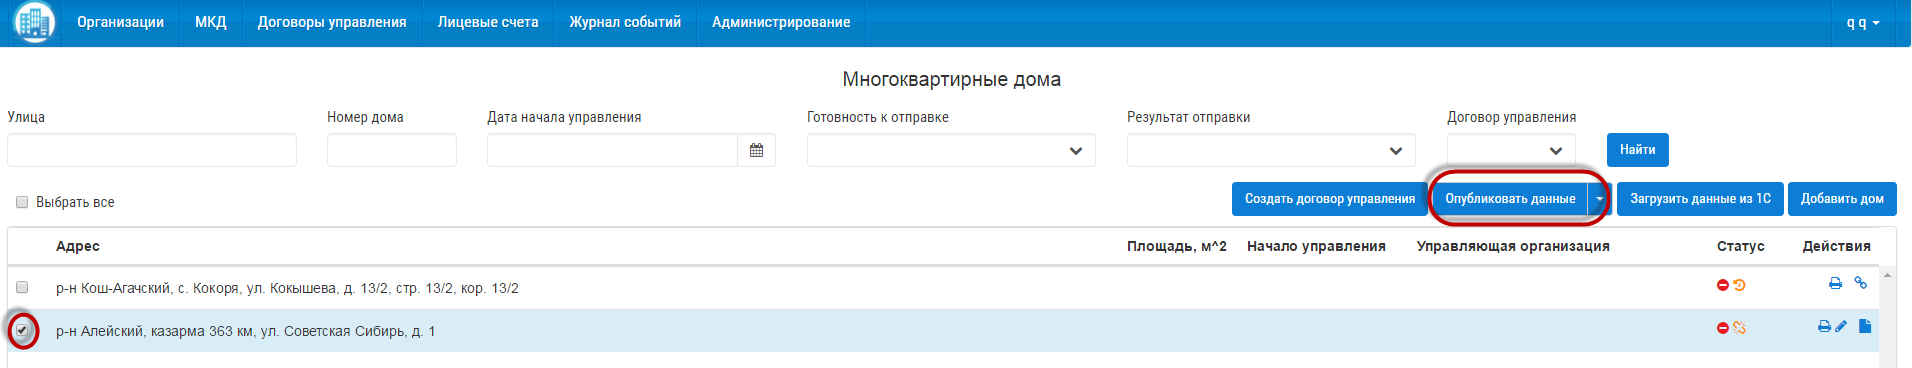 Организации МКД Договоры управления Лицевые счета Журнал событий Администрирование q q
Многоквартирные дома
Улица Номер дома Дата начала управления Готовность к отправке Результат отправки Договор управления
Найти
Выбрать все Создать договор управления Опубликовать данные Загрузить данные из 1С Добавить дом
Адрес Площадь, м^2 Начало управления Управляющая организация Статус Действия
р-н Кош-Агачский, с. Кокоря, ул. Кокышева, д. 13/2, стр. 13/2, кор. 13/2
р-н Алейский, казарма 363 км, ул. Советская Сибирь, д. 1